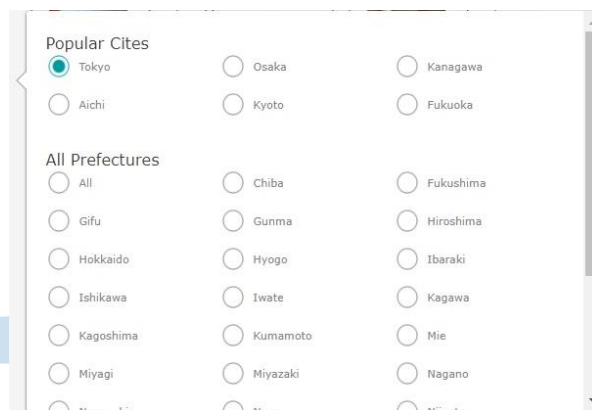 Popular Cites
Tokyo Osaka Kanagawa
Aichi Kyoto Fukuoka
All Prefectures
All Chiba Fukushima
Gifu Gunma Hiroshima
Hokkaido Hyogo Ibaraki
Ishikawa Iwate Kagawa
Kagoshima Kumamoto Mie
Miyagi Miyazaki Nagano